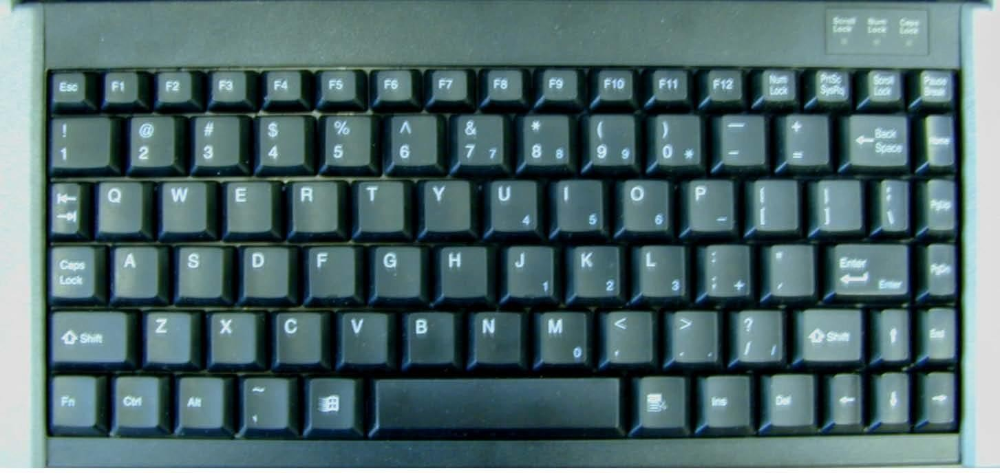 Scroll Lock Num Lock Caps Lock
Esc F1 F2 F3 F4 F5 F6 F7 F8 F9 F10 F11 F12 Num Lock PrtSc SysRq Scroll Lock Pause Break
! @ # $ % ^ & * ( ) — + ← Back Space Home
1 2 3 4 5 6 7 7 8 8 9 9 0 * - =
Q W E R T Y U I O P { } ¦ PgUp
4 5 6 - [ ] \
Caps Lock A S D F G H J K L : " Enter PgDn
1 2 3 ; + ' Enter
Shift Z X C V B N M < > ? Shift ↑ End
0 , . . / /
Fn Ctrl Alt ~ Ins Del ← ↓ →
`